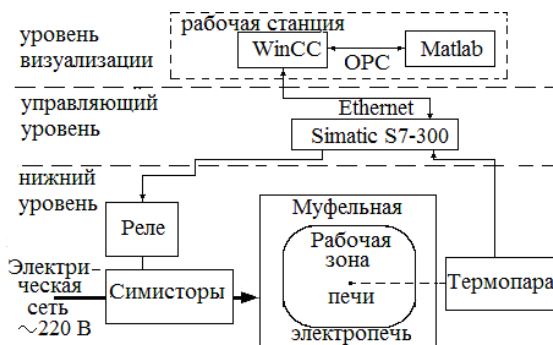 рабочая станция
уровень
визуализации
WinCC
OPC
Matlab
управляющий
уровень
Ethernet
Simatic S7-300
нижний
уровень
Реле
Электри-
ческая
сеть
~220 В
Симисторы
Муфельная
Рабочая
зона
печи
электропечь
Термопара